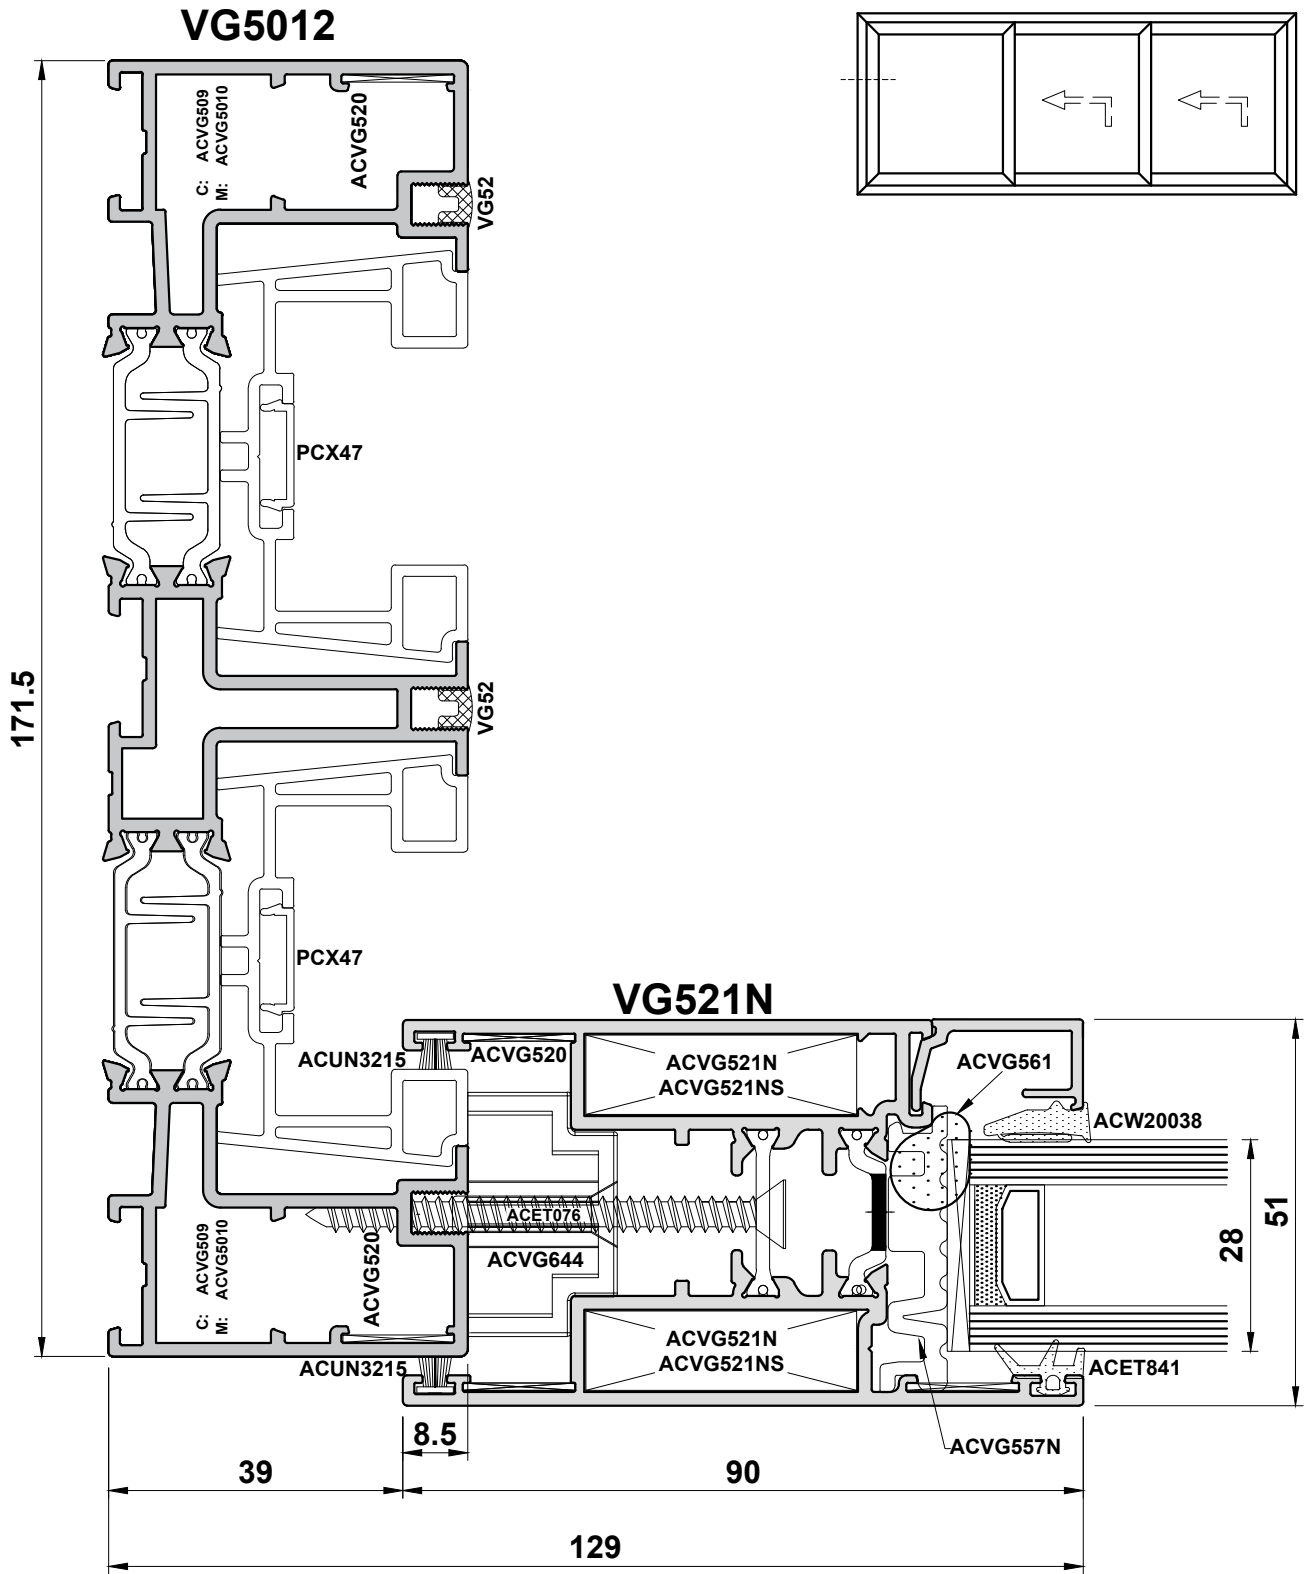 VG5012
C: ACVG509
M: ACVG5010
ACVG520
VG52
PCX47
171.5
VG52
PCX47
VG521N
ACUN3215
ACVG520
ACVG521N
ACVG521NS
ACVG561
ACW20038
ACET076
ACVG644
C: ACVG509
M: ACVG5010
ACVG520
28
51
ACVG521N
ACVG521NS
ACUN3215
ACET841
ACVG557N
8.5
39
90
129